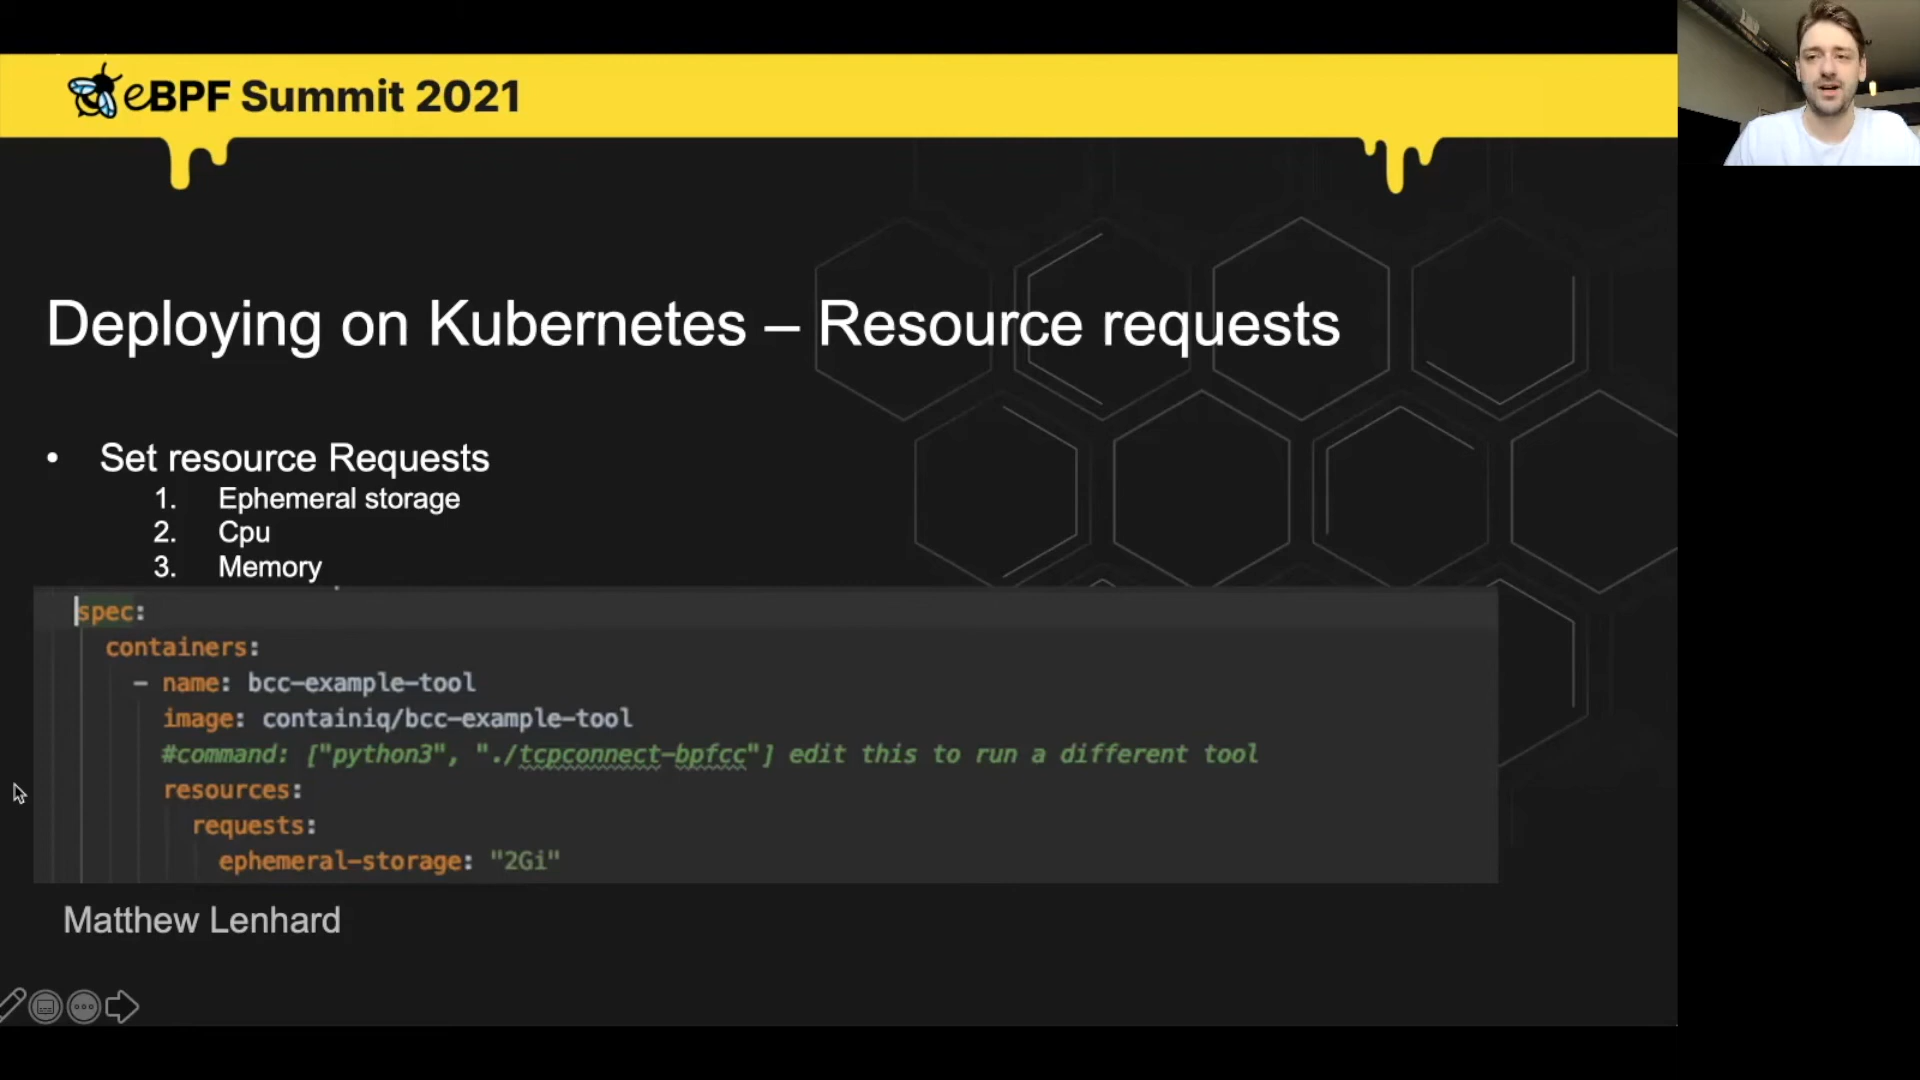 eBPF Summit 2021
Deploying on Kubernetes – Resource requests
• Set resource Requests
1. Ephemeral storage
2. Cpu
3. Memory
spec:
containers:
– name: bcc-example-tool
image: containiq/bcc-example-tool
#command: ["python3", "./tcpconnect-bpfcc"] edit this to run a different tool
resources:
requests:
ephemeral-storage: "2Gi"
Matthew Lenhard